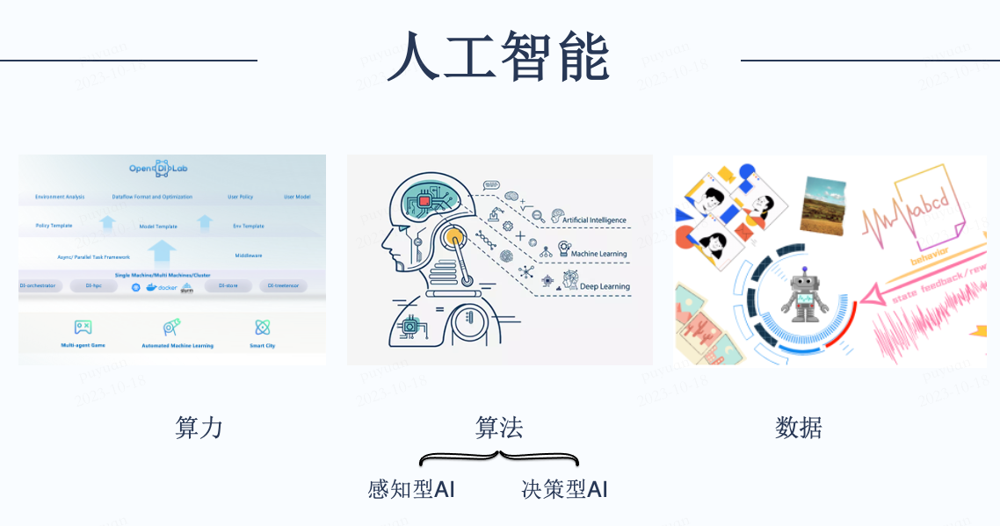 人工智能
OpenDILab
Environment Analysis Dataflow Format and Optimization User Policy User Model
Policy Template Model Template Env Template
Async/ Parallel Task Framework Middleware
Single Machine/Multi Machines/Cluster
DI-orchestrator DI-hpc docker slurm DI-store DI-treetensor
Multi-agent Game Automated Machine Learning Smart City
Artificial Intelligence
Machine Learning
Deep Learning
abcd
behavior
state feedback/rew
算力 算法 数据
感知型AI 决策型AI
puyuan
2023-10-18